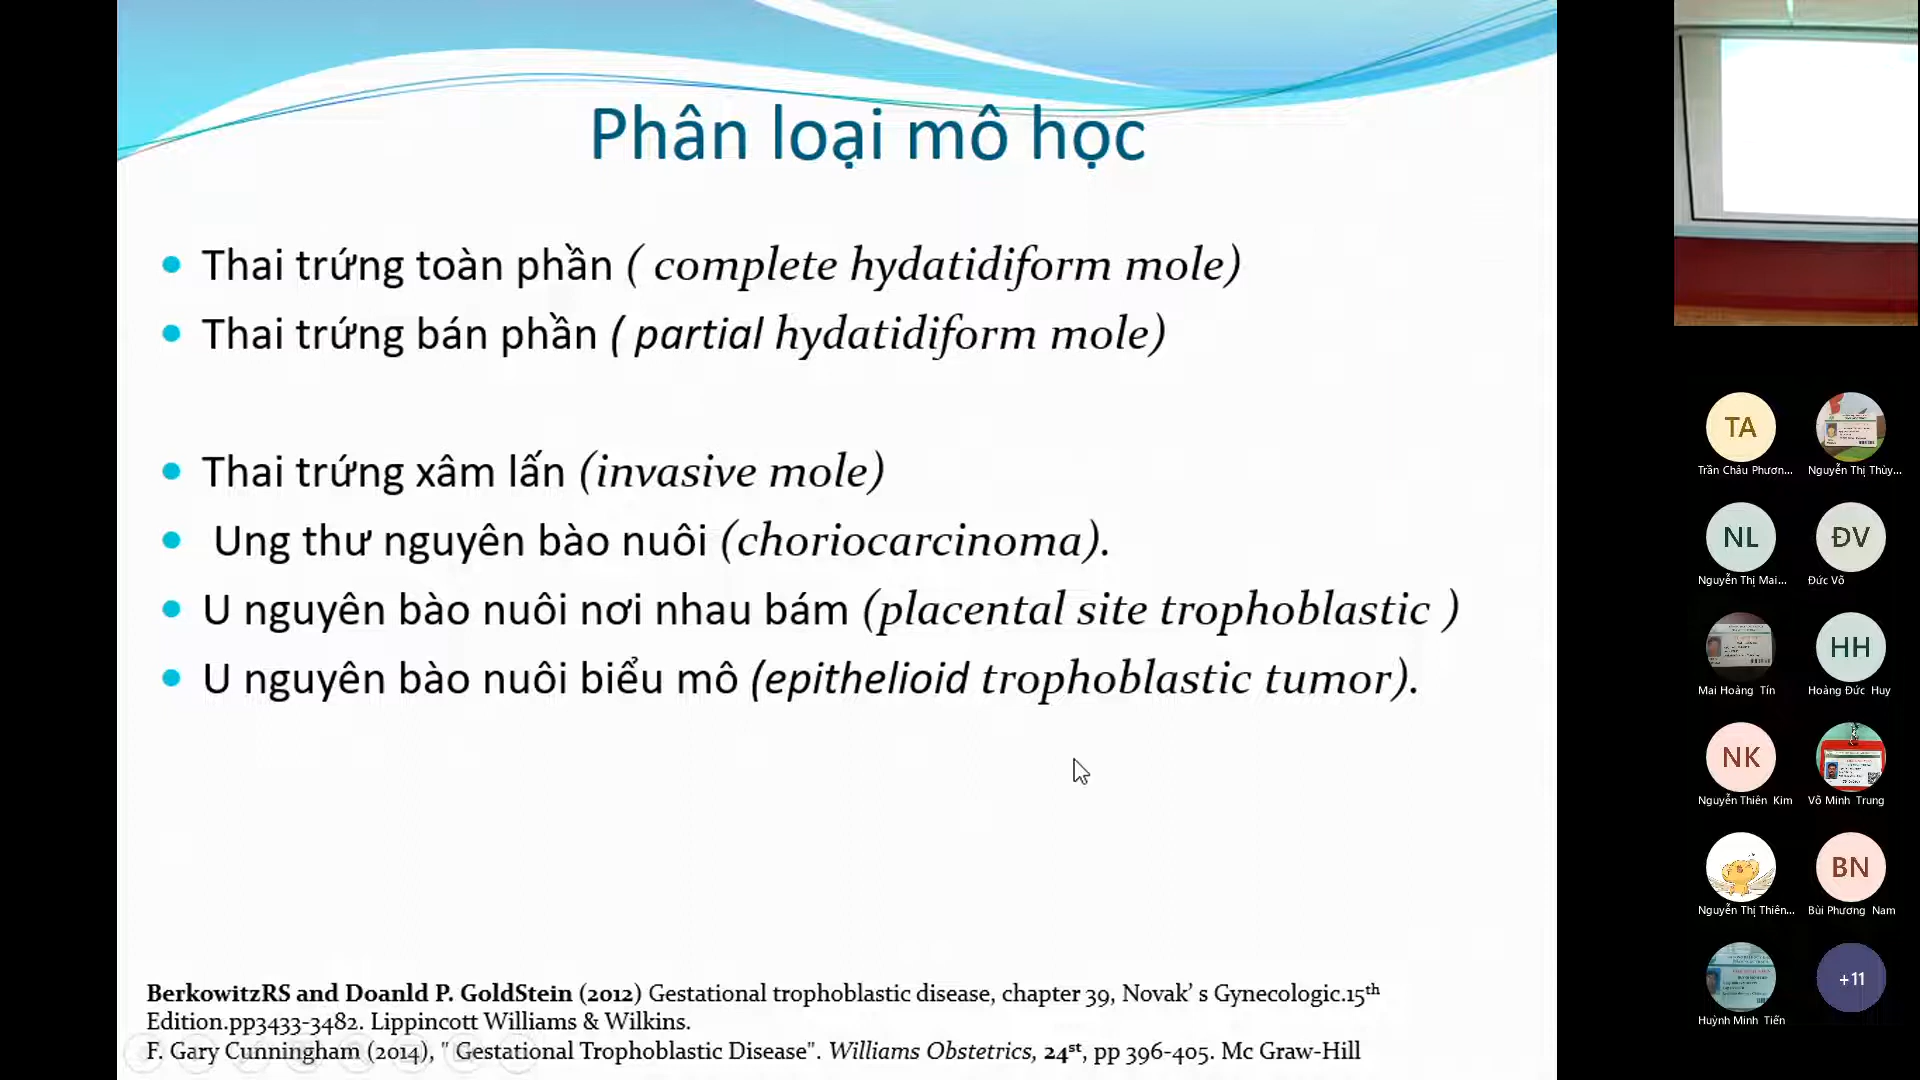 Phân loại mô học
Thai trứng toàn phần ( complete hydatidiform mole)
Thai trứng bán phần ( partial hydatidiform mole)
Thai trứng xâm lấn (invasive mole)
Ung thư nguyên bào nuôi (choriocarcinoma).
U nguyên bào nuôi nơi nhau bám (placental site trophoblastic )
U nguyên bào nuôi biểu mô (epithelioid trophoblastic tumor).
BerkowitzRS and Doanld P. GoldStein (2012) Gestational trophoblastic disease, chapter 39, Novak' s Gynecologic.15th
Edition.pp3433-3482. Lippincott Williams & Wilkins.
F. Gary Cunningham (2014), " Gestational Trophoblastic Disease". Williams Obstetrics, 24st, pp 396-405. Mc Graw-Hill
TA
Trần Châu Phươn...
Nguyễn Thị Thùy...
NL
ĐV
Nguyễn Thị Mai...
Đức Võ
HH
Mai Hoàng Tín
Hoàng Đức Huy
NK
Nguyễn Thiên Kim
Võ Minh Trung
BN
Nguyễn Thị Thiên...
Bùi Phương Nam
+11
Huỳnh Minh Tiến